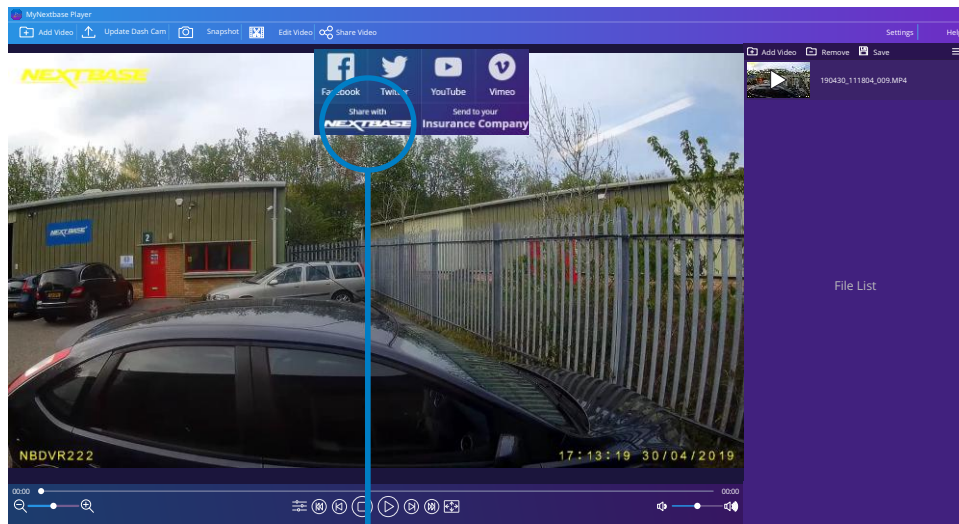 MyNextbase Player
Add Video Update Dash Cam Snapshot Edit Video Share Video Settings Hel
Add Video Remove Save
NEXTBASE
Facebook Twitter YouTube Vimeo
Share with Send to your
NEXTBASE Insurance Company
190430_111804_009.MP4
NEXTBASE
2
File List
NBDVR222 17:13:19 30/04/2019
00:00 00:00